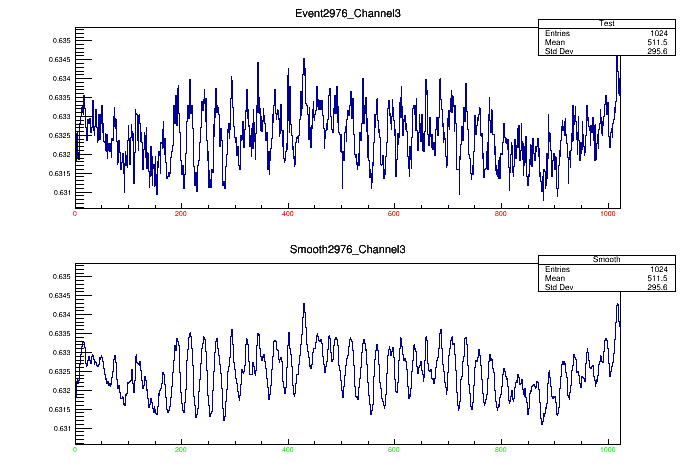 Event2976_Channel3
Test
Entries 1024
Mean 511.5
Std Dev 295.6
0.635
0.6345
0.634
0.6335
0.633
0.6325
0.632
0.6315
0.631
0 200 400 600 800 1000
Smooth2976_Channel3
Smooth
Entries 1024
Mean 511.5
Std Dev 295.6
0.635
0.6345
0.634
0.6335
0.633
0.6325
0.632
0.6315
0.631
0 200 400 600 800 1000